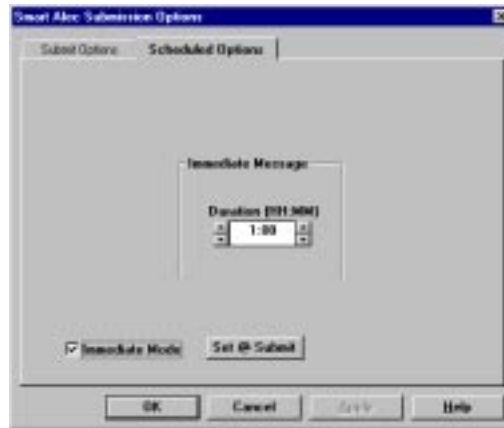 Smart Alec Submission Options
Submit Options Scheduled Options
Immediate Message
Duration (HH:MM)
1:00
Immediate Mode Set @ Submit
OK Cancel Apply Help